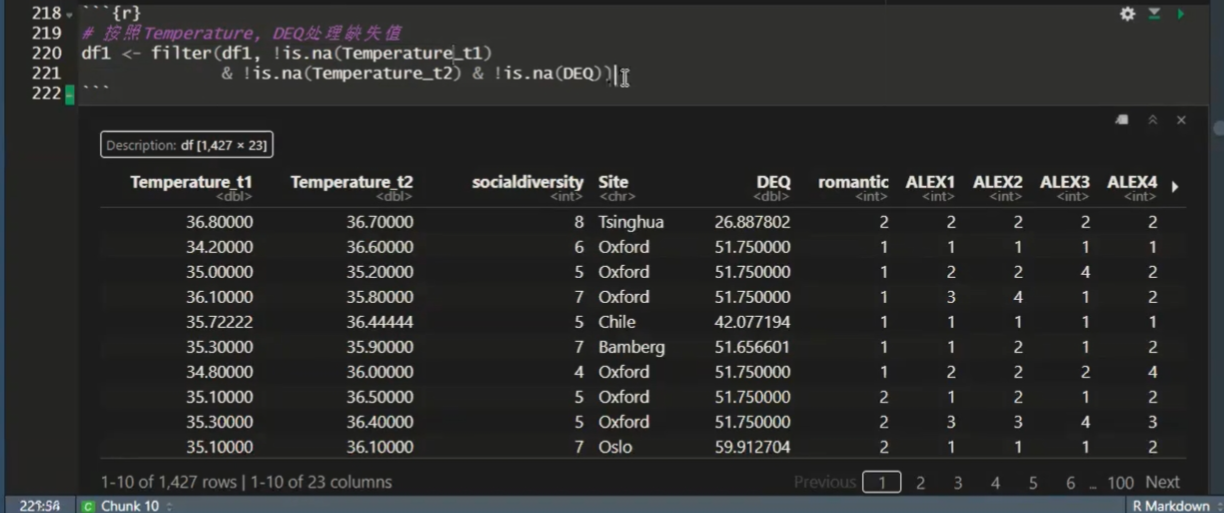 218 ```{r}
219 # 按照Temperature, DEQ处理缺失值
220 df1 <- filter(df1, !is.na(Temperature_t1)
221 & !is.na(Temperature_t2) & !is.na(DEQ))
222 ```
Description: df [1,427 × 23]
Temperature_t1 Temperature_t2 socialdiversity Site DEQ romantic ALEX1 ALEX2 ALEX3 ALEX4
<dbl> <dbl> <int> <chr> <dbl> <int> <int> <int> <int> <int>
36.80000 36.70000 8 Tsinghua 26.887802 2 2 2 2 2
34.20000 36.60000 6 Oxford 51.750000 1 1 1 1 1
35.00000 35.20000 5 Oxford 51.750000 1 2 2 4 2
36.10000 35.80000 7 Oxford 51.750000 1 3 4 1 2
35.72222 36.44444 5 Chile 42.077194 1 1 1 1 1
35.30000 35.90000 7 Bamberg 51.656601 1 1 2 1 2
34.80000 36.00000 4 Oxford 51.750000 1 2 2 2 4
35.10000 36.50000 5 Oxford 51.750000 2 1 2 1 2
35.30000 36.40000 5 Oxford 51.750000 2 3 3 4 3
35.10000 36.10000 7 Oslo 59.912704 2 1 1 1 2
1-10 of 1,427 rows | 1-10 of 23 columns Previous 1 2 3 4 5 6 … 100 Next
Chunk 10 R Markdown